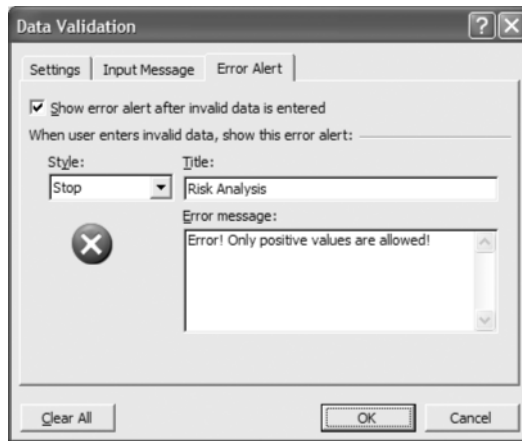 Data Validation
Settings Input Message Error Alert
Show error alert after invalid data is entered
When user enters invalid data, show this error alert:
Style: Title:
Stop Risk Analysis
Error message:
Error! Only positive values are allowed!
Clear All OK Cancel